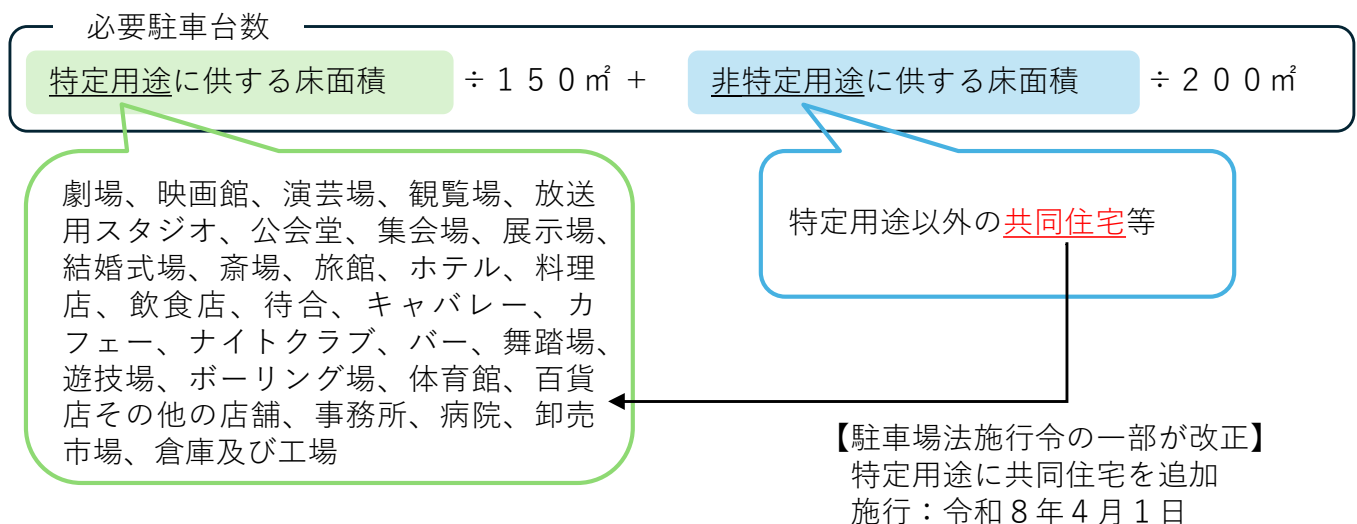 必要駐車台数
特定用途に供する床面積 ÷１５０㎡＋ 非特定用途に供する床面積 ÷２００㎡
劇場、映画館、演芸場、観覧場、放送
用スタジオ、公会堂、集会場、展示場、
結婚式場、斎場、旅館、ホテル、料理
店、飲食店、待合、キャバレー、カ
フェー、ナイトクラブ、バー、舞踏場、
遊技場、ボーリング場、体育館、百貨
店その他の店舗、事務所、病院、卸売
市場、倉庫及び工場
特定用途以外の共同住宅等
【駐車場法施行令の一部が改正】
特定用途に共同住宅を追加
施行：令和８年４月１日